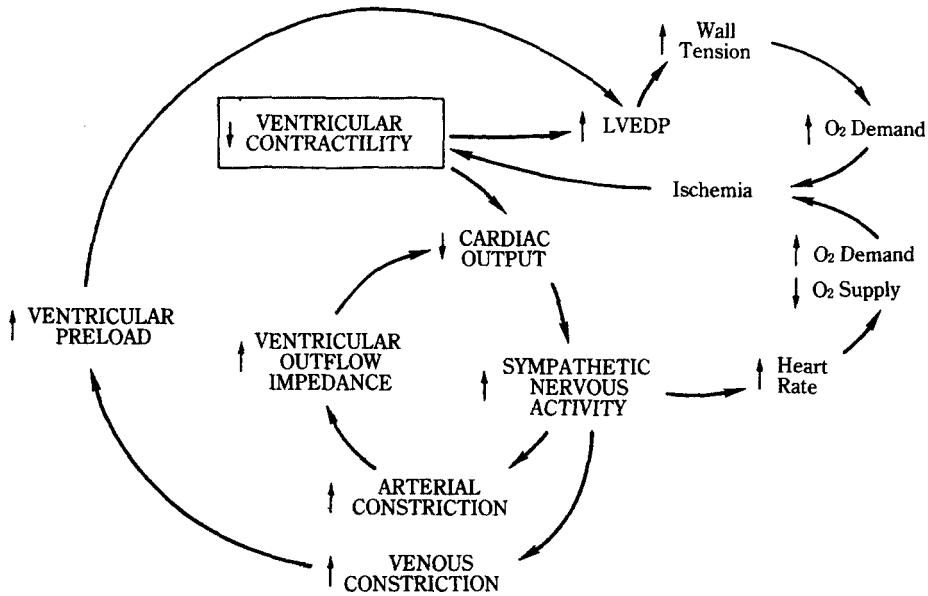 ↑ Wall
Tension
↓ VENTRICULAR
CONTRACTILITY
↑ LVEDP
↑ O₂ Demand
Ischemia
↓ CARDIAC
OUTPUT
↑ O₂ Demand
↓ O₂ Supply
↑ VENTRICULAR
PRELOAD
↑ VENTRICULAR
OUTFLOW
IMPEDANCE
↑ SYMPATHETIC
NERVOUS
ACTIVITY
↑ Heart
Rate
↑ ARTERIAL
CONSTRICTION
↑ VENOUS
CONSTRICTION